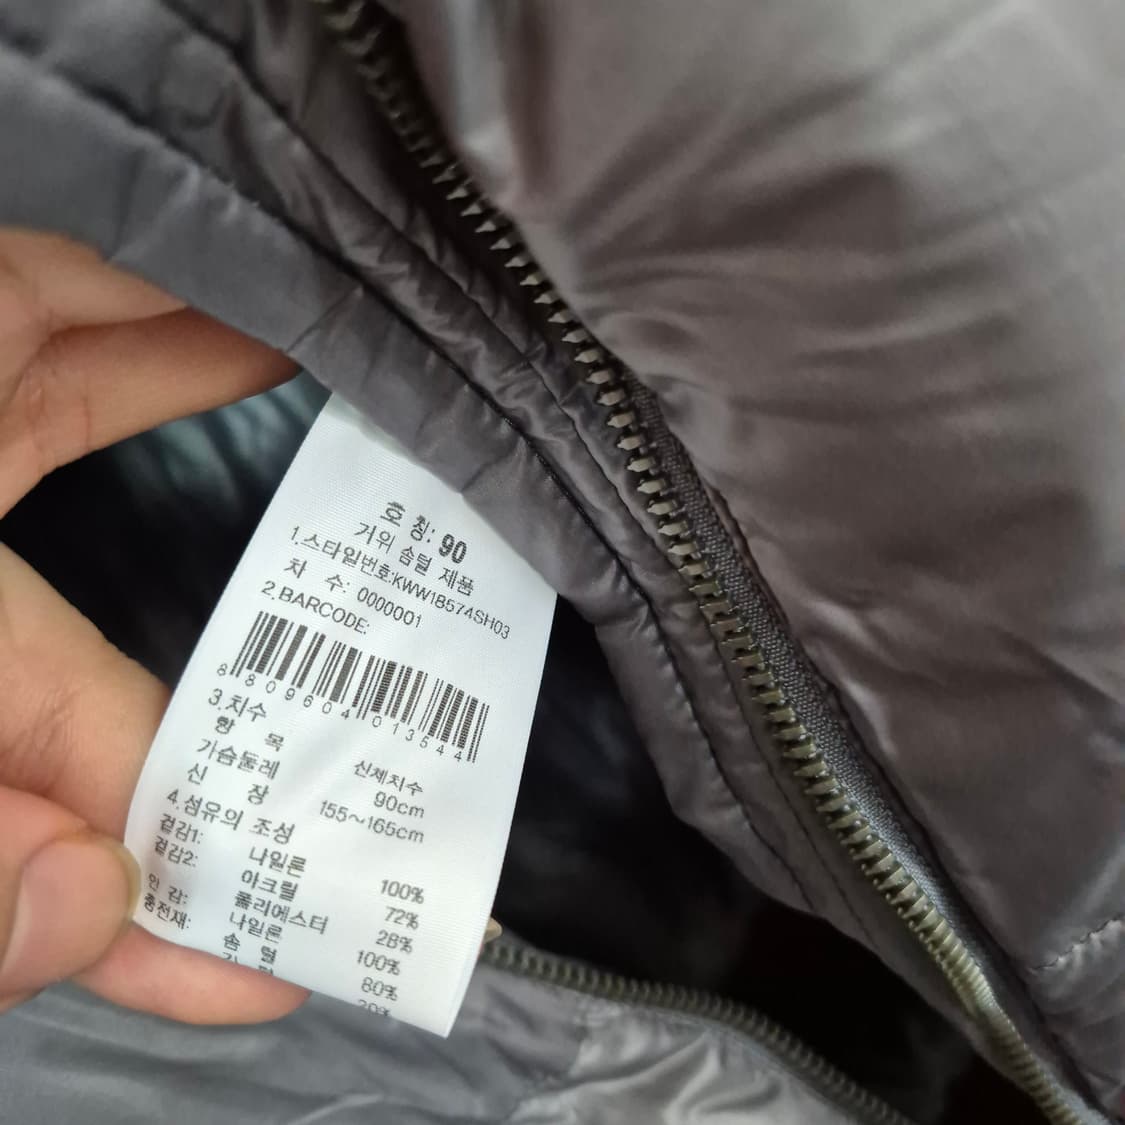 호 칭: 90
거위 솜털 제품
1.스타일번호:KWW18574SH03
차 수: 0000001
2.BARCODE:
8809604013544
3.치수
항 목 신체치수
가슴둘레 90cm
신 장 155~165cm
4.섬유의 조성
겉감1: 나일론 100%
겉감2: 아크릴 72%
폴리에스터 28%
안 감: 나일론 100%
충전재: 솜 털 80%
20%